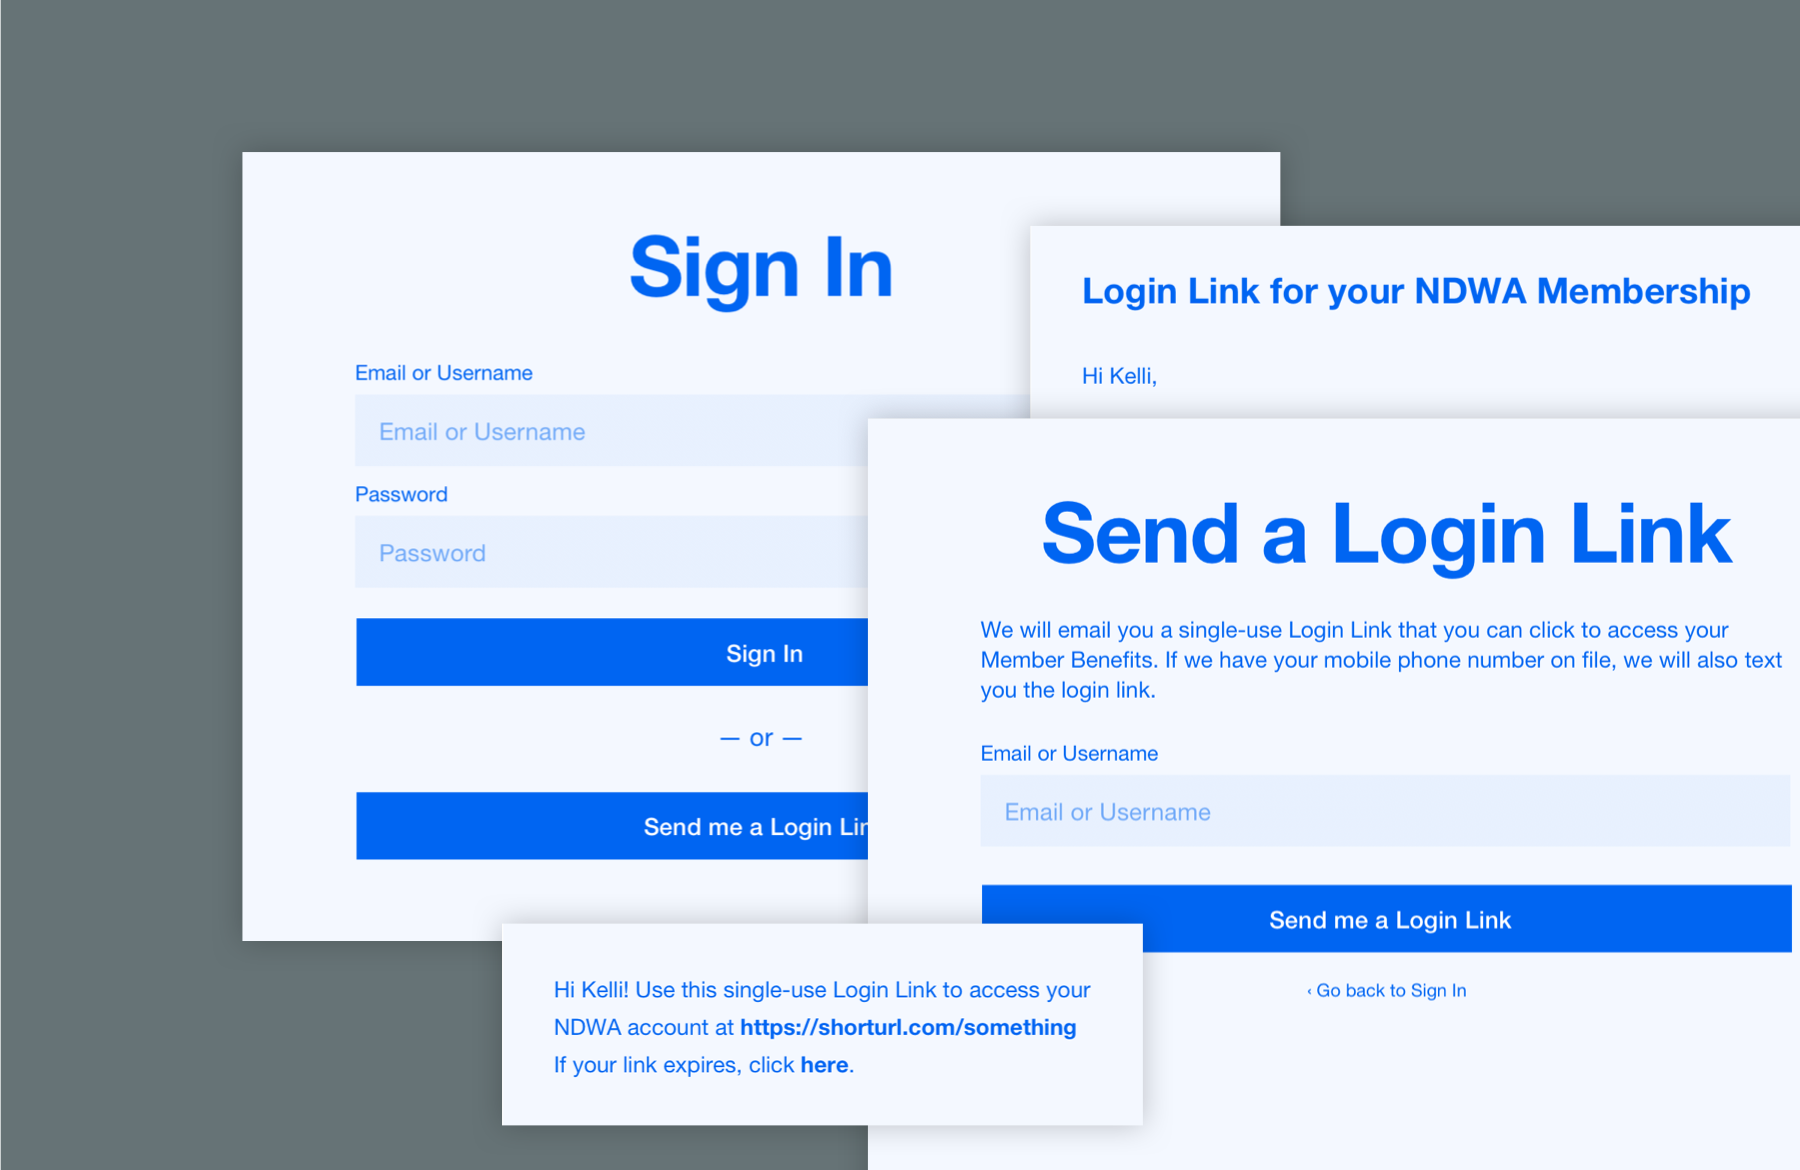 Sign In
Email or Username
Email or Username
Password
Password
Sign In
— or —
Send me a Login
Login Link for your NDWA Membership
Hi Kelli,
Send a Login Link
We will email you a single-use Login Link that you can click to access your
Member Benefits. If we have your mobile phone number on file, we will also text
you the login link.
Email or Username
Email or Username
Send me a Login Link
‹ Go back to Sign In
Hi Kelli! Use this single-use Login Link to access your
NDWA account at https://shorturl.com/something
If your link expires, click here.